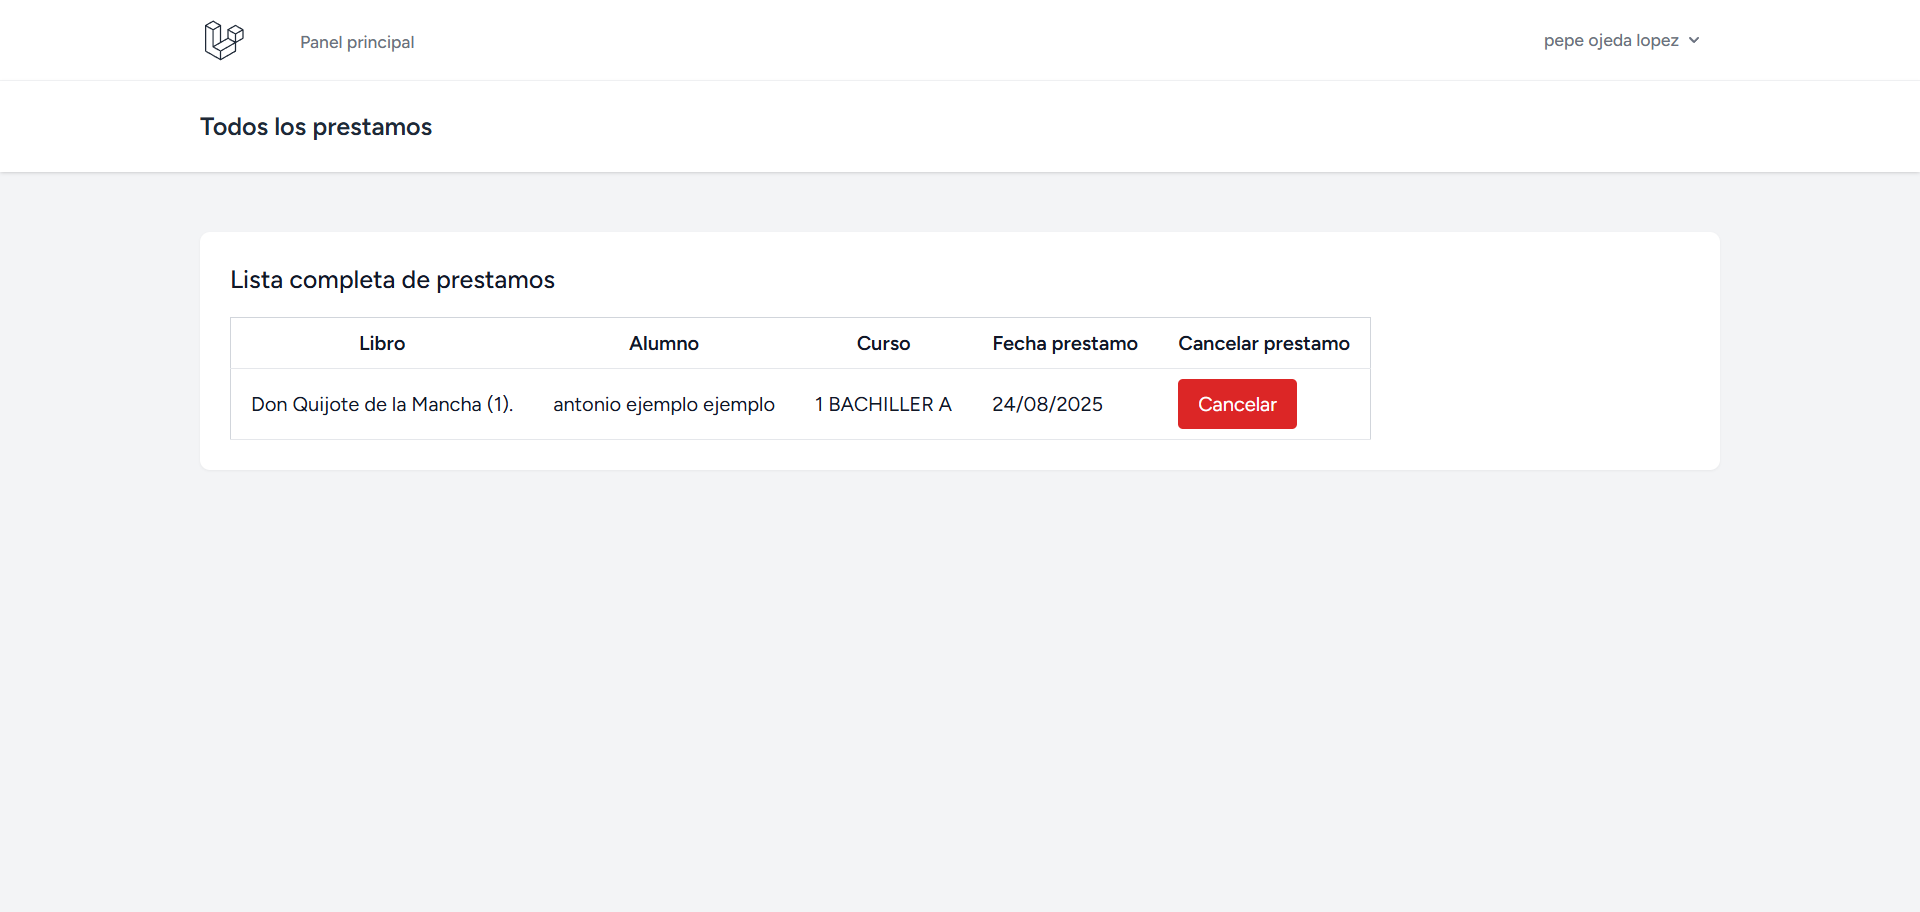 Panel principal
pepe ojeda lopez
Todos los prestamos
Lista completa de prestamos
Libro Alumno Curso Fecha prestamo Cancelar prestamo
Don Quijote de la Mancha (1). antonio ejemplo ejemplo 1 BACHILLER A 24/08/2025 Cancelar